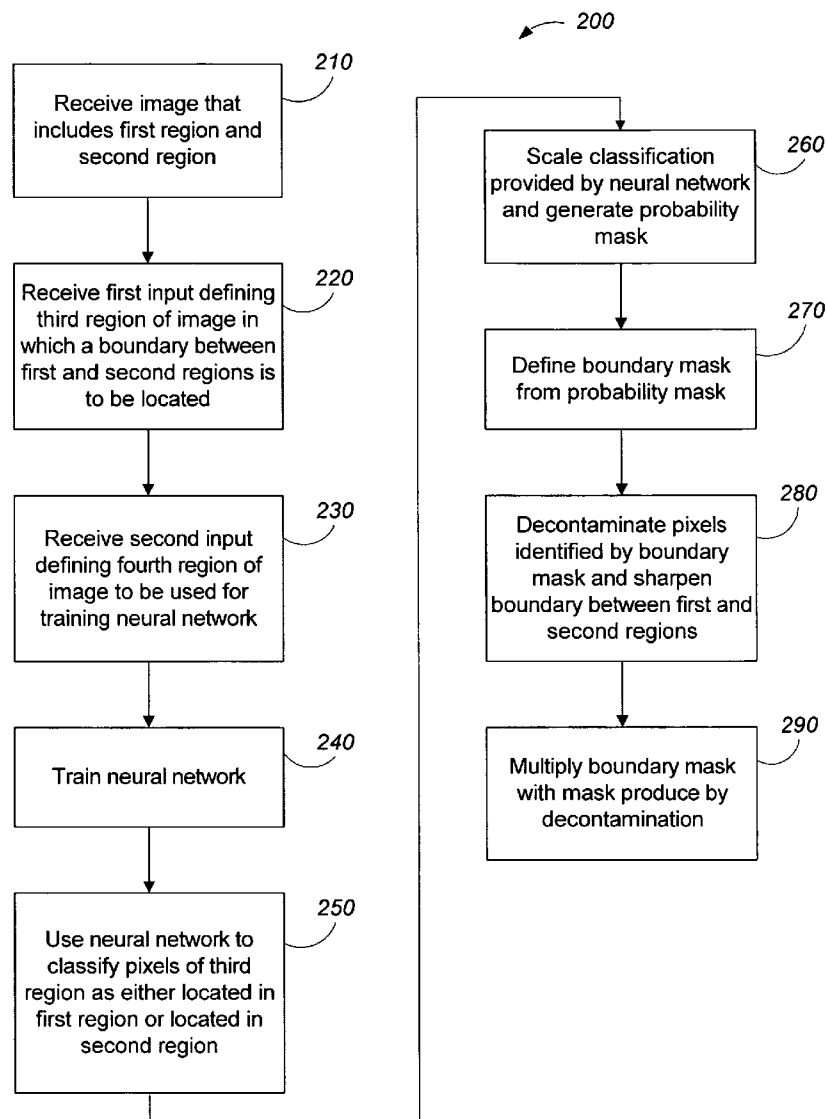 200
210
Receive image that
includes first region and
second region
220
Receive first input defining
third region of image in
which a boundary between
first and second regions is
to be located
230
Receive second input
defining fourth region of
image to be used for
training neural network
240
Train neural network
250
Use neural network to
classify pixels of third
region as either located in
first region or located in
second region
260
Scale classification
provided by neural network
and generate probability
mask
270
Define boundary mask
from probability mask
280
Decontaminate pixels
identified by boundary
mask and sharpen
boundary between first and
second regions
290
Multiply boundary mask
with mask produce by
decontamination